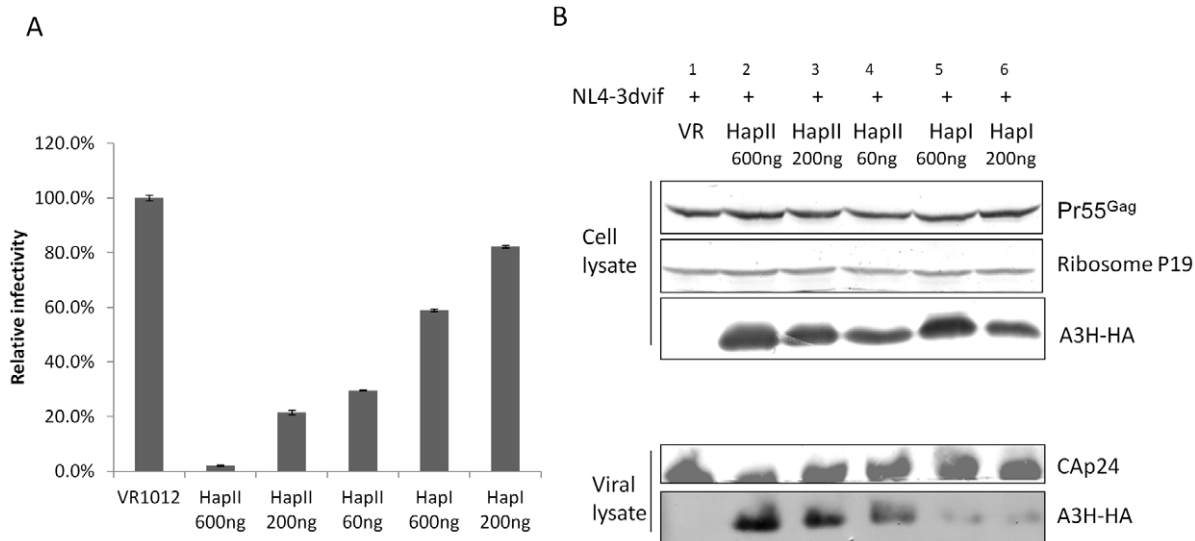 A
Relative infectivity
120.0%
100.0%
80.0%
60.0%
40.0%
20.0%
0.0%
VR1012 HapII HapII HapII HapI HapI
600ng 200ng 60ng 600ng 200ng
B
1 2 3 4 5 6
NL4-3dvif + + + + + +
VR HapII HapII HapII HapI HapI
600ng 200ng 60ng 600ng 200ng
Cell
lysate
Pr55Gag
Ribosome P19
A3H-HA
Viral
lysate
CAp24
A3H-HA